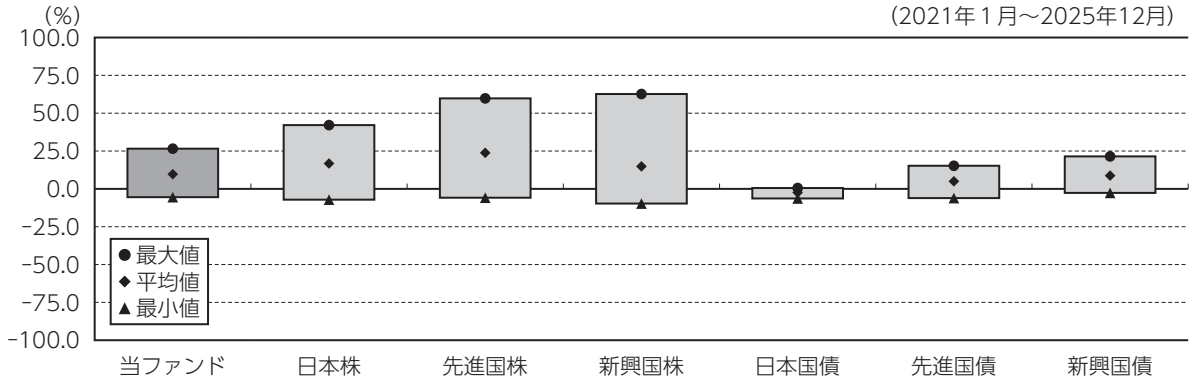 (%)
(2021年1月～2025年12月)
100.0
75.0
50.0
25.0
0.0
-25.0
-50.0
-75.0
-100.0
●最大値
◆平均値
▲最小値
当ファンド 日本株 先進国株 新興国株 日本国債 先進国債 新興国債